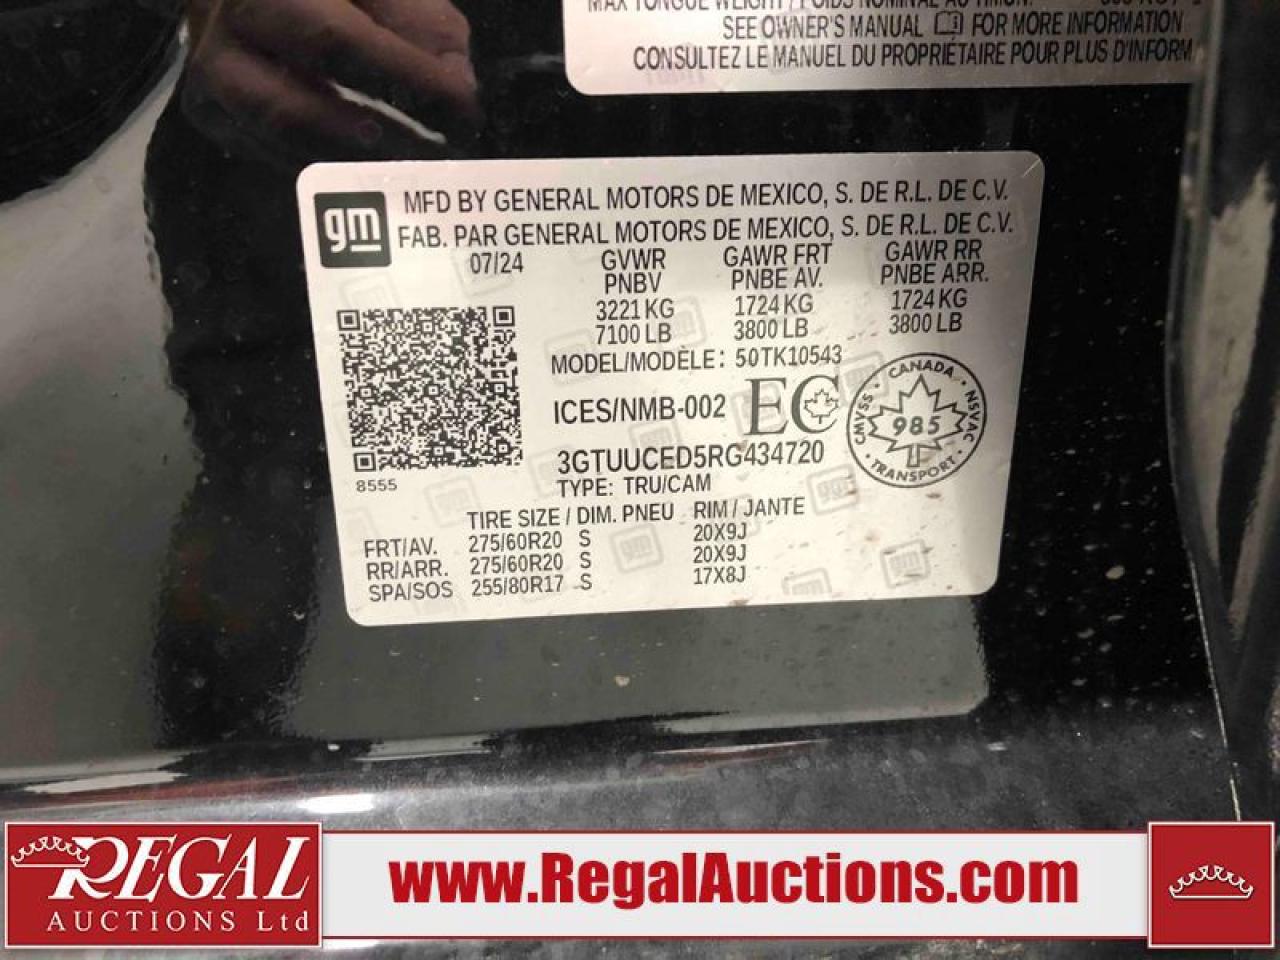 SEE OWNER'S MANUAL FOR MORE INFORMATION
CONSULTEZ LE MANUEL DU PROPRIÉTAIRE POUR PLUS D'INFORM
gm
MFD BY GENERAL MOTORS DE MEXICO, S. DE R.L. DE C.V.
FAB. PAR GENERAL MOTORS DE MEXICO, S. DE R.L. DE C.V.
07/24 GVWR GAWR FRT GAWR RR
PNBV PNBE AV. PNBE ARR.
3221 KG 1724 KG 1724 KG
7100 LB 3800 LB 3800 LB
MODEL/MODÈLE: 50TK10543
ICES/NMB-002 EC
CANADA
CMVSS 985 NSVAC
TRANSPORT
3GTUUCED5RG434720
TYPE: TRU/CAM
8555
TIRE SIZE / DIM. PNEU RIM / JANTE
FRT/AV. 275/60R20 S 20X9J
RR/ARR. 275/60R20 S 20X9J
SPA/SOS 255/80R17 S 17X8J
REGAL
AUCTIONS Ltd
www.RegalAuctions.com